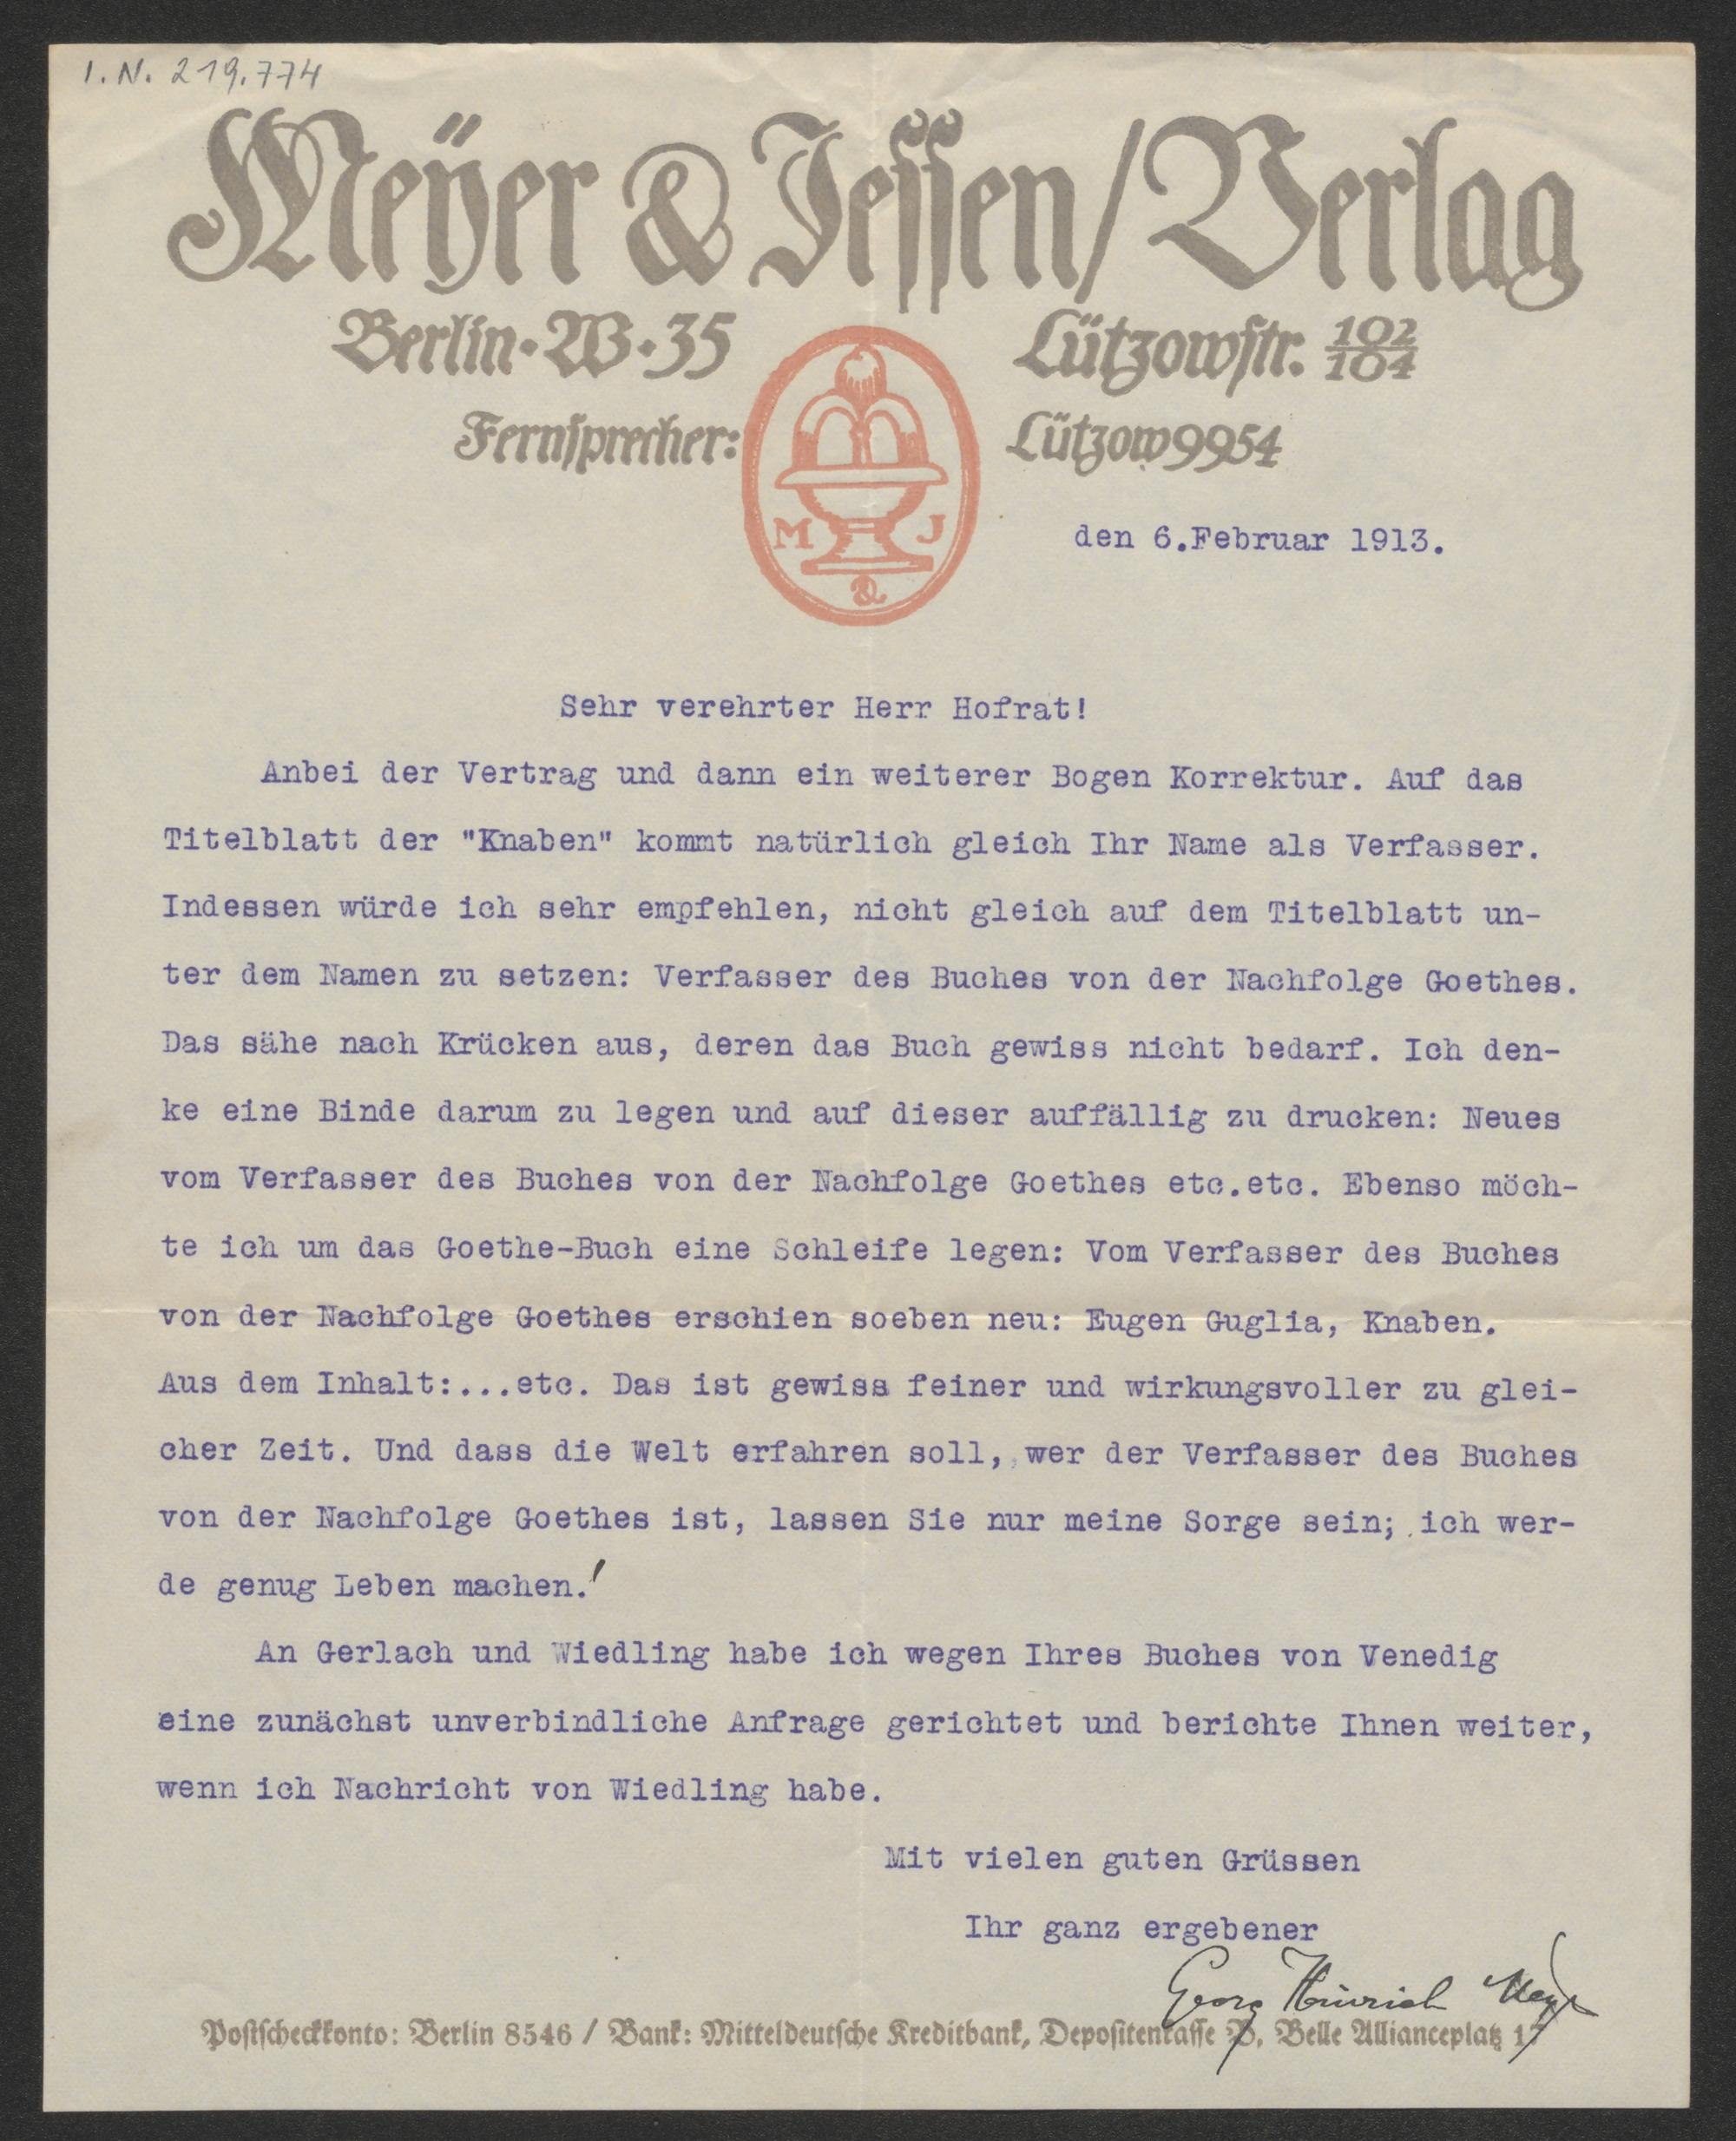 I.N. 219.774
Meÿer & Jessen / Verlag
Berlin·W·35
Lützowstr. 102/104
Fernsprecher:
Lützow 9954
M J
&
den 6.Februar 1913.
Sehr verehrter Herr Hofrat!
Anbei der Vertrag und dann ein weiterer Bogen Korrektur. Auf das
Titelblatt der "Knaben" kommt natürlich gleich Ihr Name als Verfasser.
Indessen würde ich sehr empfehlen, nicht gleich auf dem Titelblatt un-
ter dem Namen zu setzen: Verfasser des Buches von der Nachfolge Goethes.
Das sähe nach Krücken aus, deren das Buch gewiss nicht bedarf. Ich den-
ke eine Binde darum zu legen und auf dieser auffällig zu drucken: Neues
vom Verfasser des Buches von der Nachfolge Goethes etc.etc. Ebenso möch-
te ich um das Goethe-Buch eine Schleife legen: Vom Verfasser des Buches
von der Nachfolge Goethes erschien soeben neu: Eugen Guglia, Knaben.
Aus dem Inhalt:...etc. Das ist gewiss feiner und wirkungsvoller zu glei-
cher Zeit. Und dass die Welt erfahren soll, wer der Verfasser des Buches
von der Nachfolge Goethes ist, lassen Sie nur meine Sorge sein; ich wer-
de genug Leben machen.!
An Gerlach und Wiedling habe ich wegen Ihres Buches von Venedig
eine zunächst unverbindliche Anfrage gerichtet und berichte Ihnen weiter,
wenn ich Nachricht von Wiedling habe.
Mit vielen guten Grüssen
Ihr ganz ergebener
Georg Heinrich Meyer
Postscheckkonto: Berlin 8546 / Bank: Mitteldeutsche Kreditbank, Depositenkasse B, Belle Allianceplatz 17